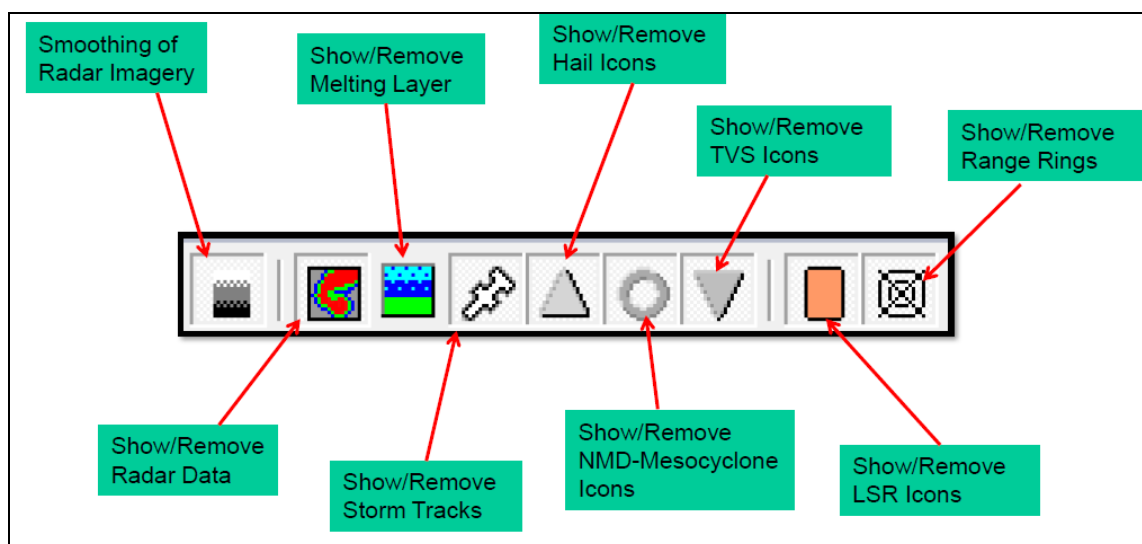 Smoothing of
Radar Imagery
Show/Remove
Melting Layer
Show/Remove
Hail Icons
Show/Remove
TVS Icons
Show/Remove
Range Rings
Show/Remove
Radar Data
Show/Remove
Storm Tracks
Show/Remove
NMD-Mesocyclone
Icons
Show/Remove
LSR Icons